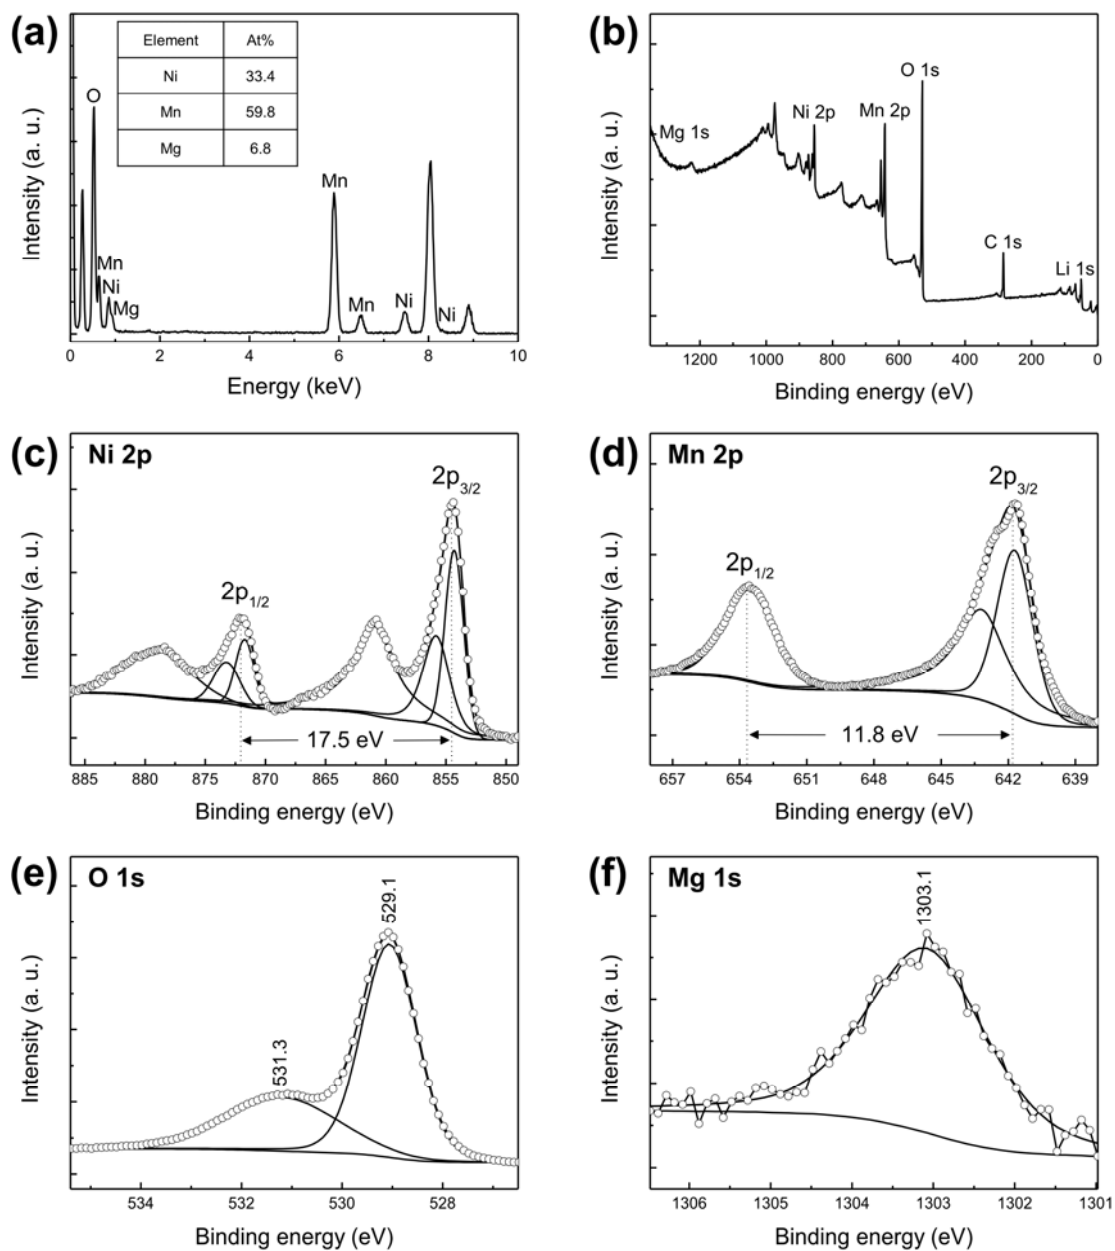 (a)
Element At%
Ni 33.4
Mn 59.8
Mg 6.8
O
Mn
Ni
Mg
Mn
Mn
Ni
Ni
0 2 4 6 8 10
Energy (keV)
Intensity (a. u.)
(b)
Mg 1s
Ni 2p
Mn 2p
O 1s
C 1s
Li 1s
1200 1000 800 600 400 200 0
Binding energy (eV)
Intensity (a. u.)
(c)
Ni 2p
2p3/2
2p1/2
17.5 eV
885 880 875 870 865 860 855 850
Binding energy (eV)
Intensity (a. u.)
(d)
Mn 2p
2p3/2
2p1/2
11.8 eV
657 654 651 648 645 642 639
Binding energy (eV)
Intensity (a. u.)
(e)
O 1s
529.1
531.3
534 532 530 528
Binding energy (eV)
Intensity (a. u.)
(f)
Mg 1s
1303.1
1306 1305 1304 1303 1302 1301
Binding energy (eV)
Intensity (a. u.)